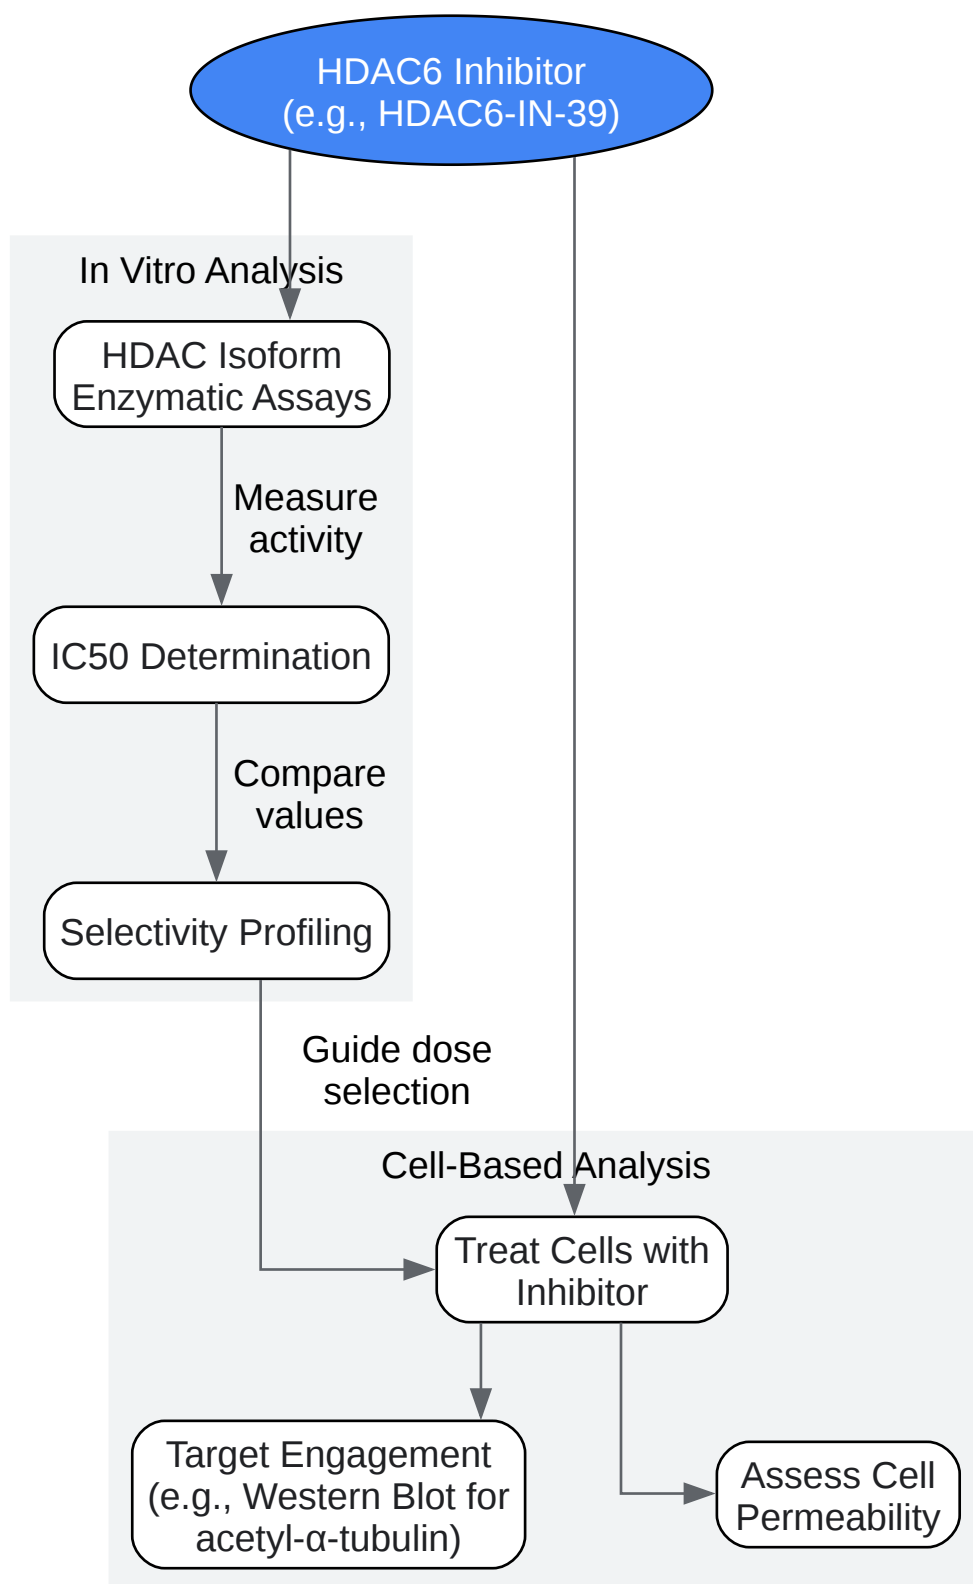 HDAC6 Inhibitor
(e.g., HDAC6-IN-39)
In Vitro Analysis
HDAC Isoform
Enzymatic Assays
Measure
activity
IC50 Determination
Compare
values
Selectivity Profiling
Guide dose
selection
Cell-Based Analysis
Treat Cells with
Inhibitor
Target Engagement
(e.g., Western Blot for
acetyl-α-tubulin)
Assess Cell
Permeability